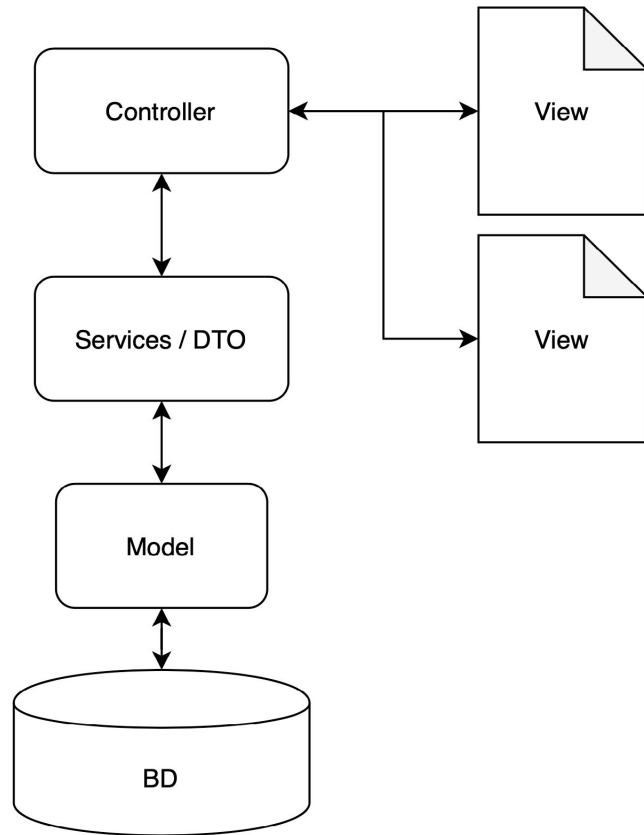 Controller
View
Services / DTO
View
Model
BD